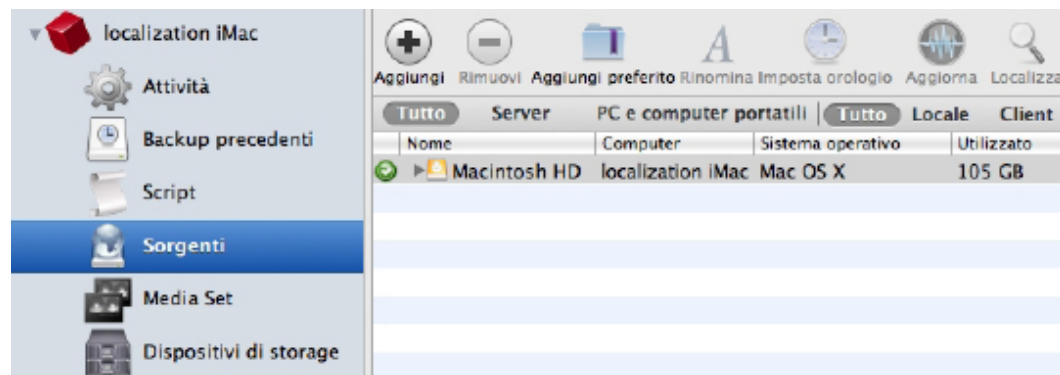 localization iMac
Attività
Backup precedenti
Script
Sorgenti
Media Set
Dispositivi di storage
Aggiungi Rimuovi Aggiungi preferito Rinomina Imposta orologio Aggiorna Localizza
Tutto Server PC e computer portatili Tutto Locale Client
Nome Computer Sistema operativo Utilizzato
Macintosh HD localization iMac Mac OS X 105 GB